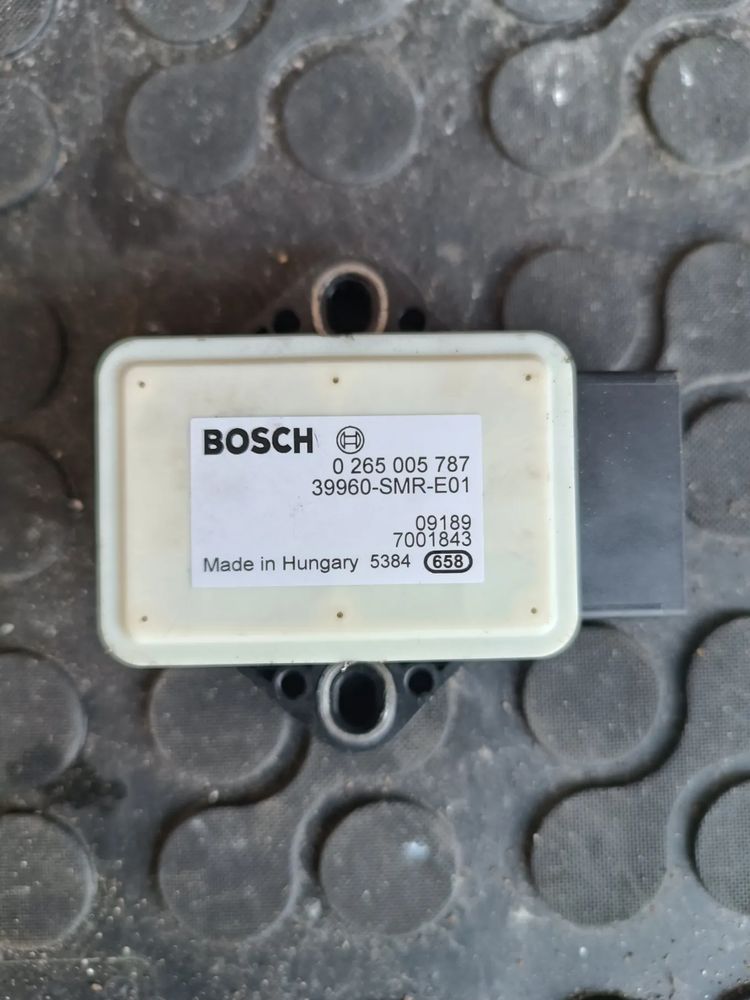 BOSCH
0 265 005 787
39960-SMR-E01
09189
7001843
Made in Hungary 5384 658